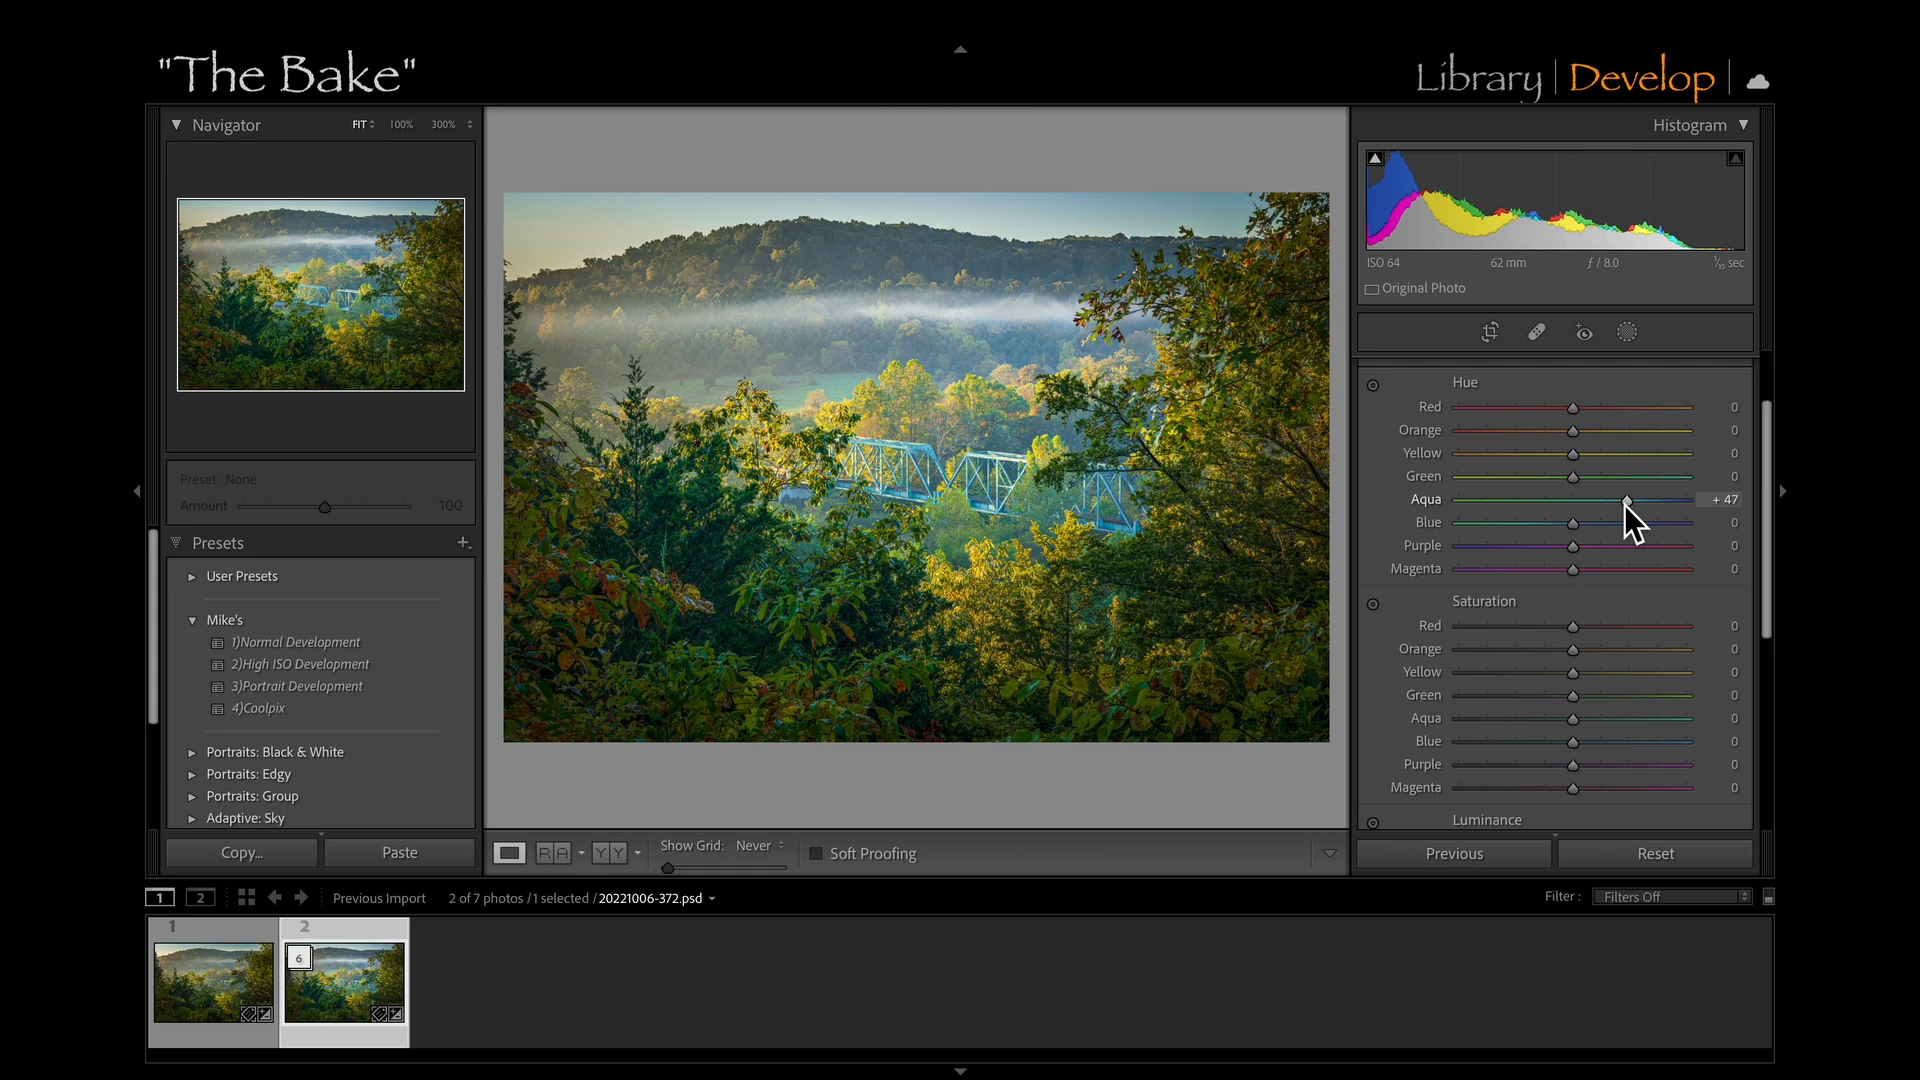 "The Bake"
Library | Develop |
Navigator FIT 100% 300%
Histogram
ISO 64 62 mm ƒ / 8.0 1/15 sec
Original Photo
Preset : None
Amount 100
Presets
User Presets
Mike's
1)Normal Development
2)High ISO Development
3)Portrait Development
4)Coolpix
Portraits: Black & White
Portraits: Edgy
Portraits: Group
Adaptive: Sky
Copy... Paste
Hue
Red 0
Orange 0
Yellow 0
Green 0
Aqua + 47
Blue 0
Purple 0
Magenta 0
Saturation
Red 0
Orange 0
Yellow 0
Green 0
Aqua 0
Blue 0
Purple 0
Magenta 0
Luminance
R A Y Y Show Grid: Never Soft Proofing
Previous Reset
1 2 Previous Import 2 of 7 photos / 1 selected / 20221006-372.psd
Filter : Filters Off
1 2
6